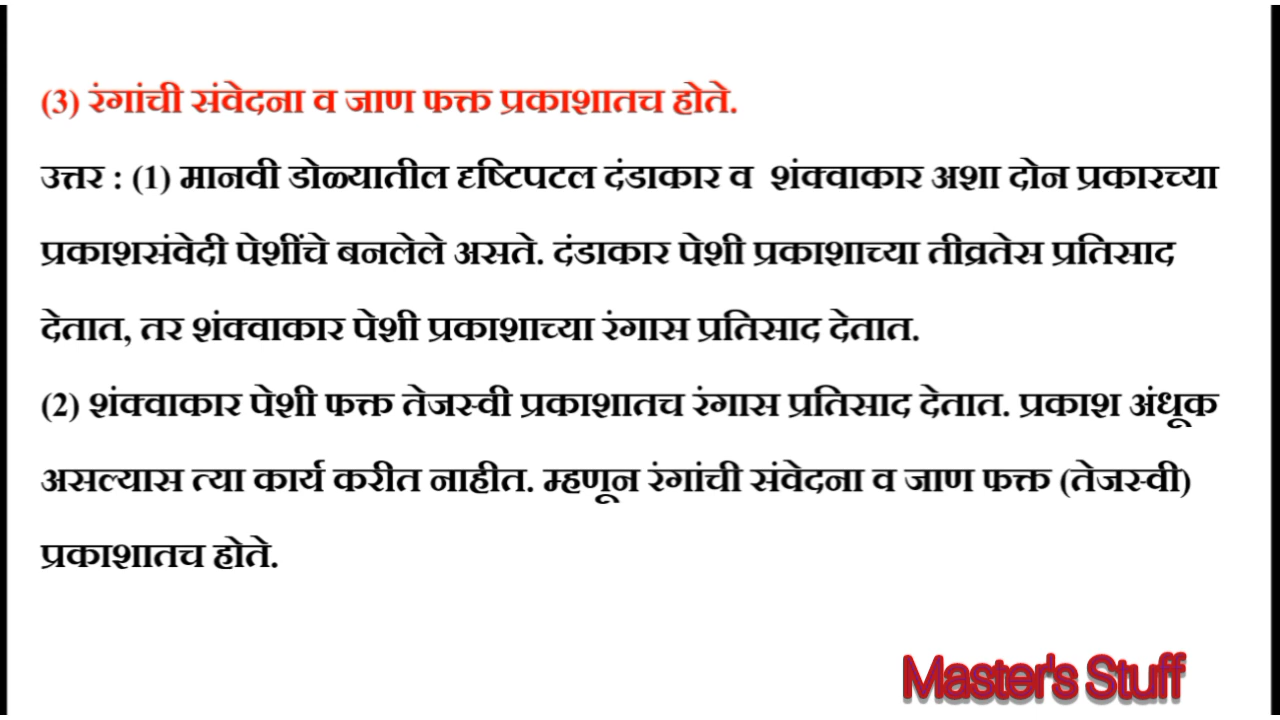 (3) रंगांची संवेदना व जाण फक्त प्रकाशातच होते.
उत्तर : (1) मानवी डोळ्यातील दृष्टिपटल दंडाकार व शंक्वाकार अशा दोन प्रकारच्या
प्रकाशसंवेदी पेशींचे बनलेले असते. दंडाकार पेशी प्रकाशाच्या तीव्रतेस प्रतिसाद
देतात, तर शंक्वाकार पेशी प्रकाशाच्या रंगास प्रतिसाद देतात.
(2) शंक्वाकार पेशी फक्त तेजस्वी प्रकाशातच रंगास प्रतिसाद देतात. प्रकाश अंधूक
असल्यास त्या कार्य करीत नाहीत. म्हणून रंगांची संवेदना व जाण फक्त (तेजस्वी)
प्रकाशातच होते.
Master's Stuff